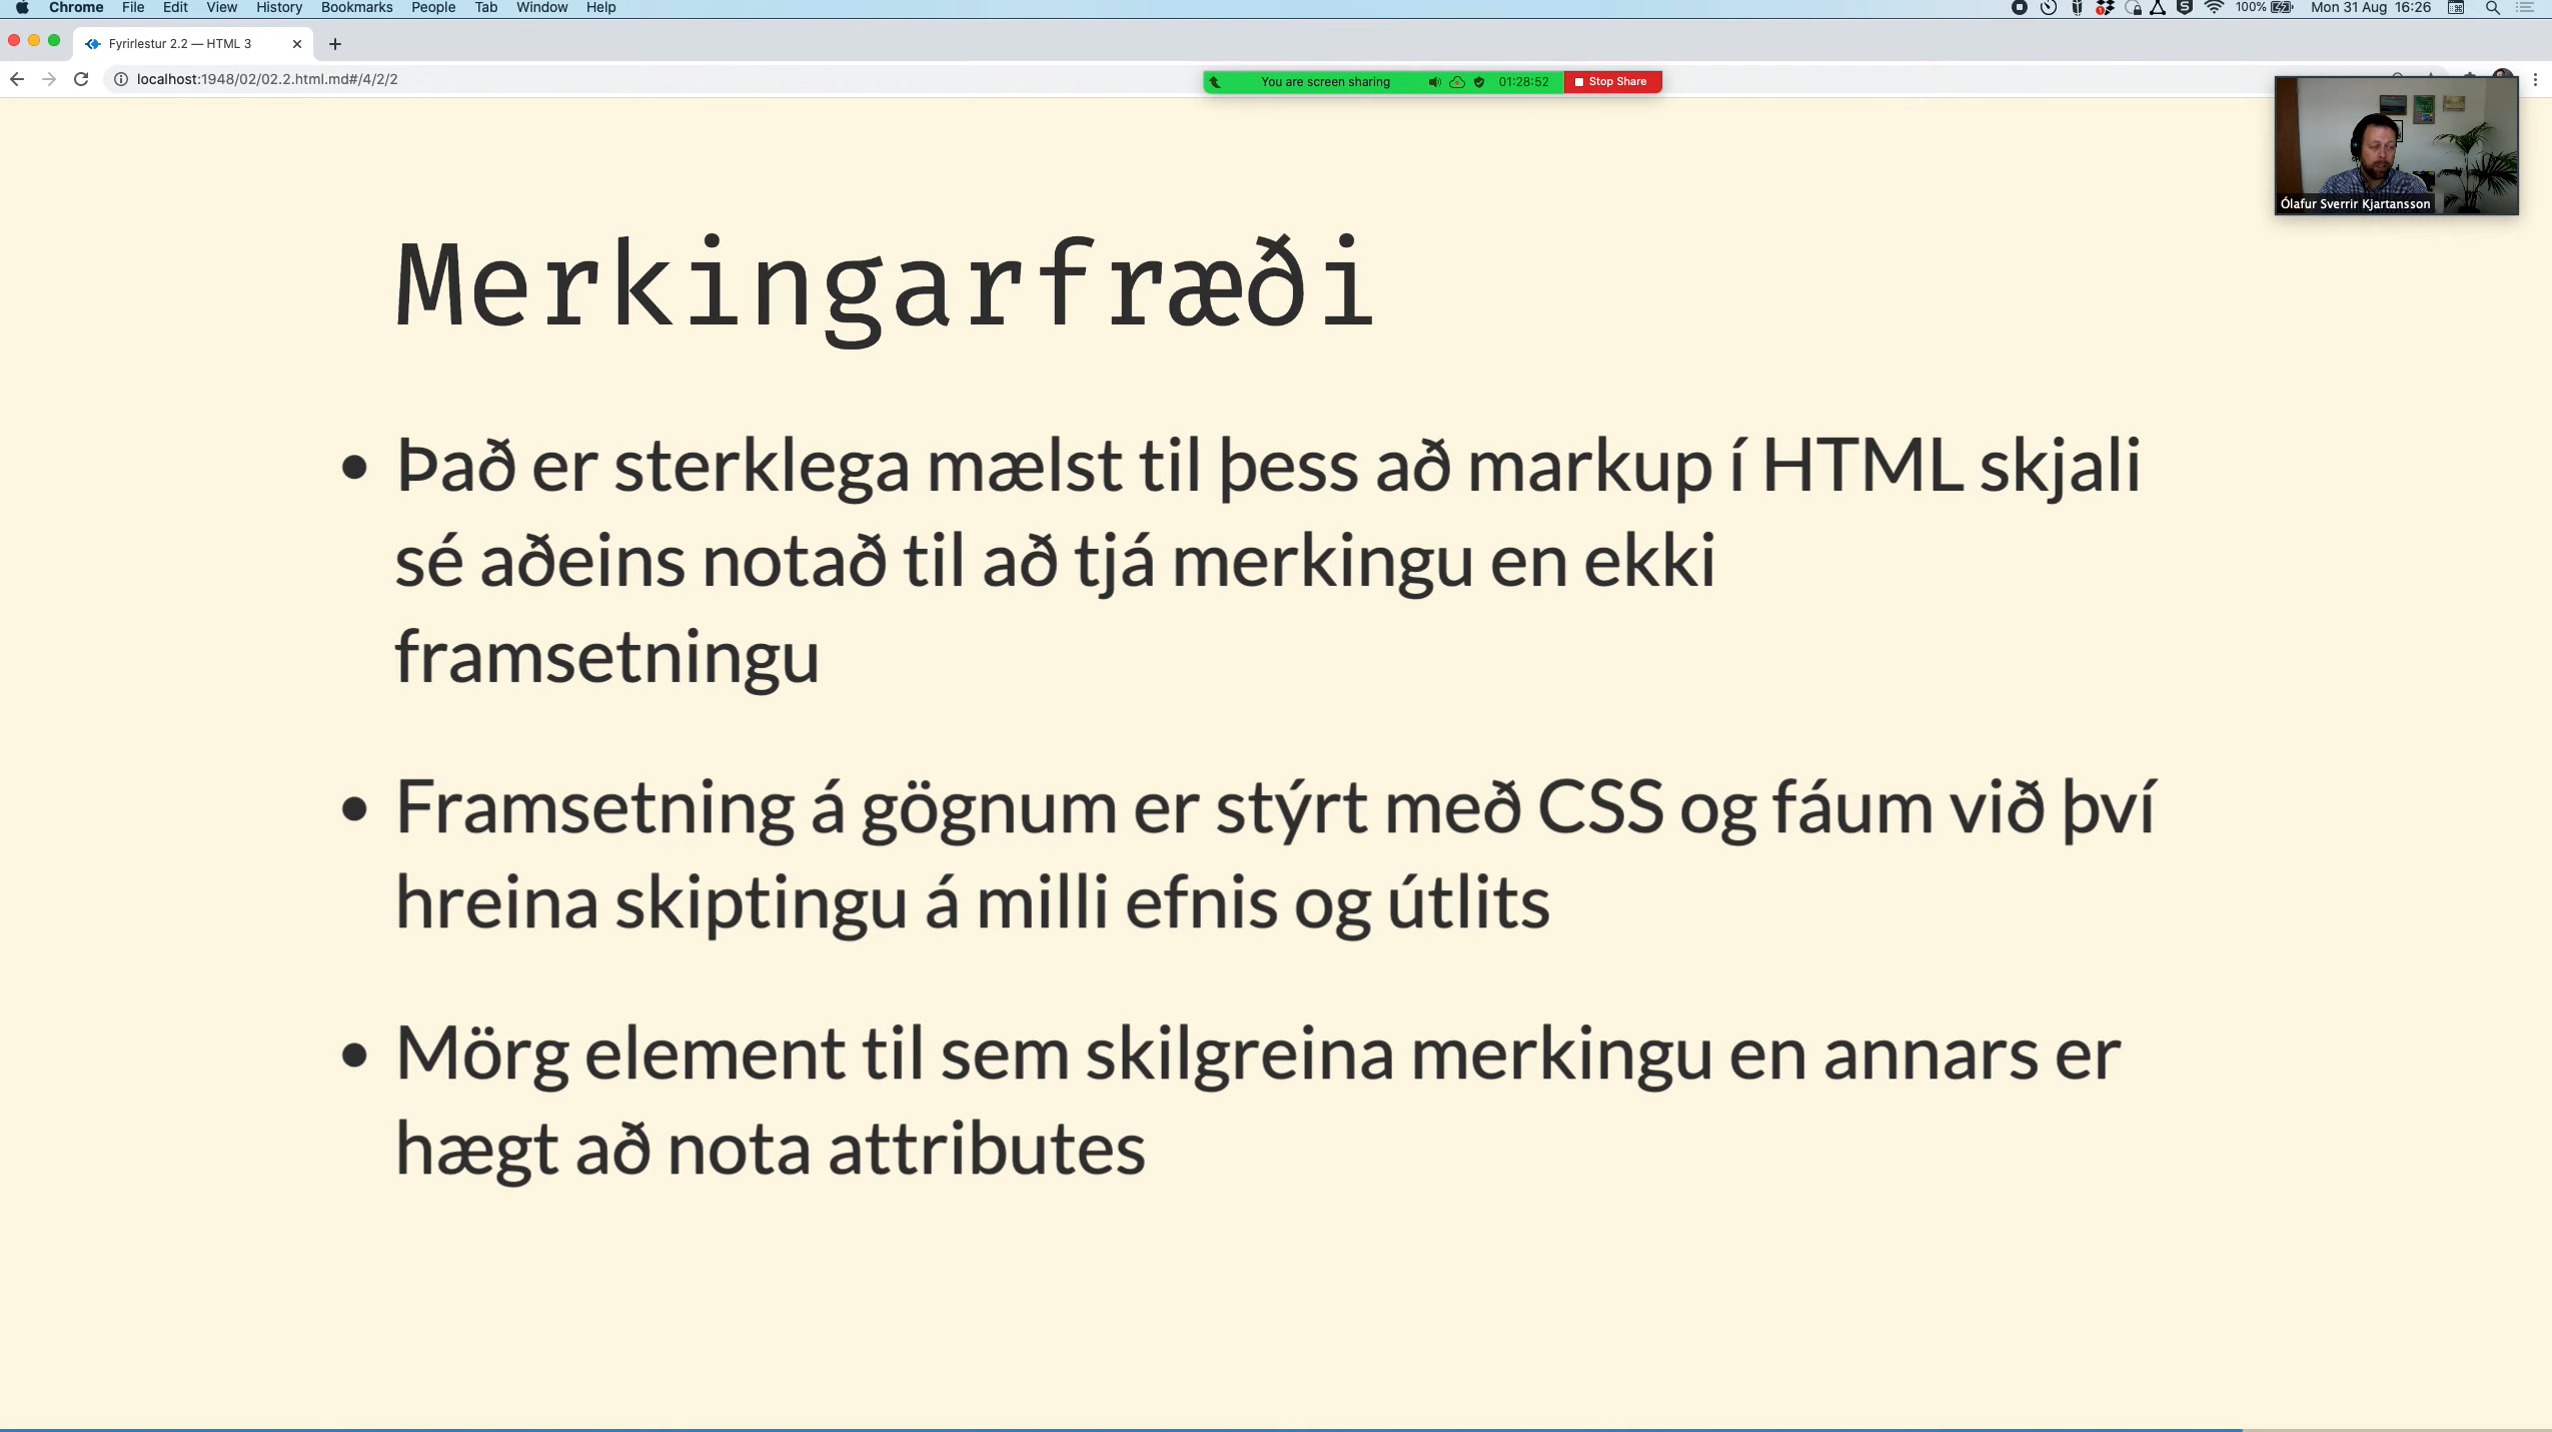 Chrome File Edit View History Bookmarks People Tab Window Help
100% Mon 31 Aug 16:26
Fyrirlestur 2.2 — HTML 3
localhost:1948/02/02.2.html.md#/4/2/2
You are screen sharing 01:28:52 Stop Share
Ólafur Sverrir Kjartansson
Merkingarfræði
• Það er sterklega mælst til þess að markup í HTML skjali
sé aðeins notað til að tjá merkingu en ekki
framsetningu
• Framsetning á gögnum er stýrt með CSS og fáum við því
hreina skiptingu á milli efnis og útlits
• Mörg element til sem skilgreina merkingu en annars er
hægt að nota attributes